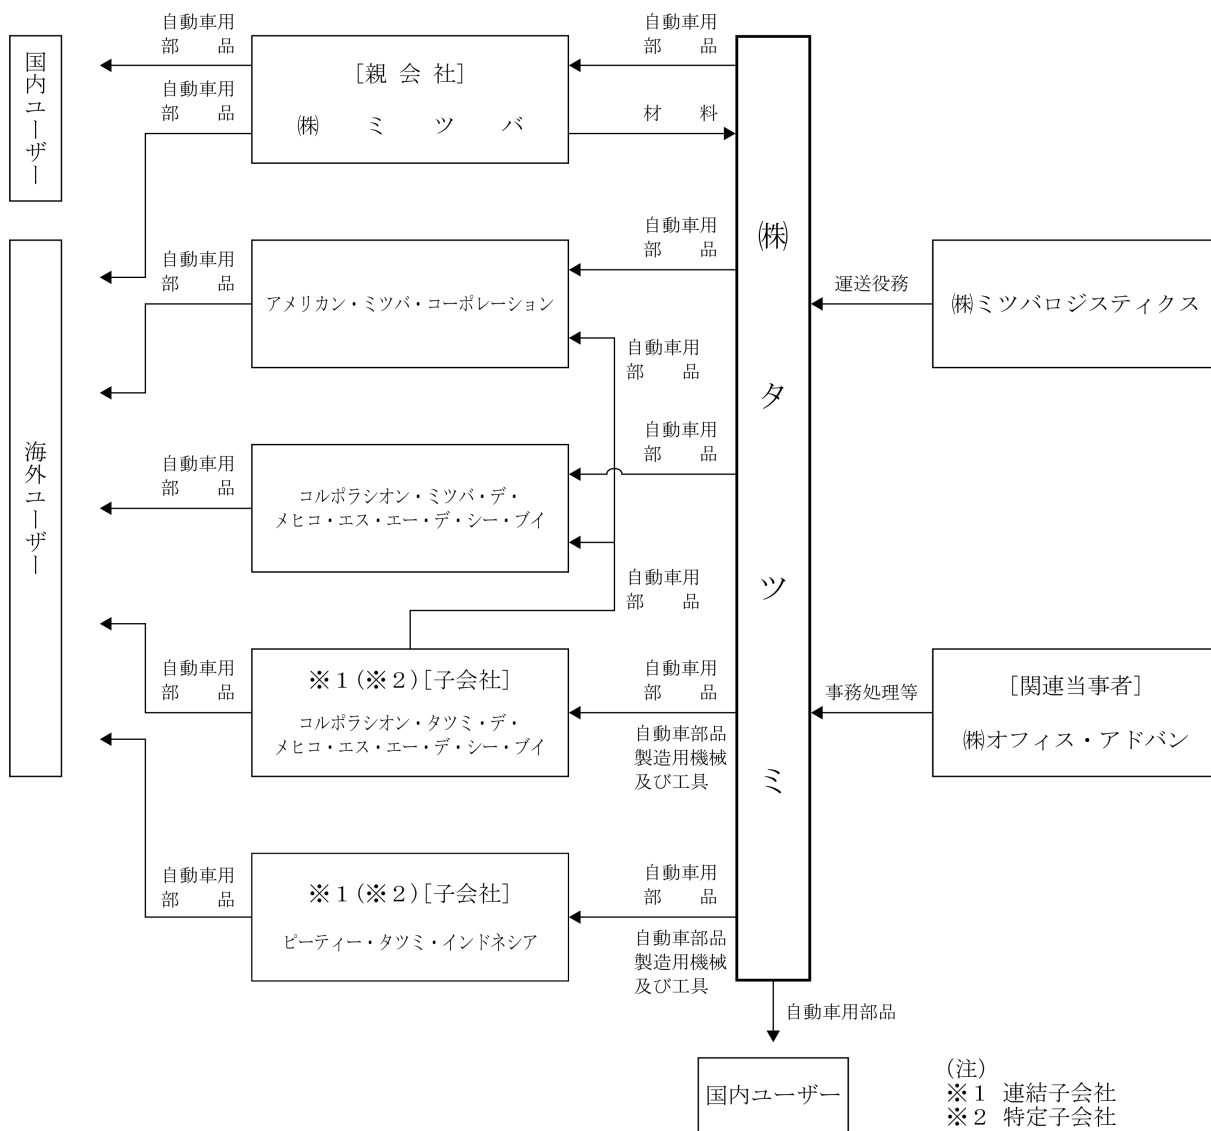 自動車用
部　　品
自動車用
部　　品
国内ユーザー
[親 会 社]
㈱　ミ　ツ　バ
自動車用
部　　品
材　　料
自動車用
部　　品
㈱タツミ
自動車用
部　　品
アメリカン・ミツバ・コーポレーション
運送役務
㈱ミツバロジスティクス
自動車用
部　　品
自動車用
部　　品
海外ユーザー
自動車用
部　　品
コルポラシオン・ミツバ・デ・
メヒコ・エス・エー・デ・シー・ブイ
自動車用
部　　品
自動車用
部　　品
※１(※２)[子会社]
コルポラシオン・タツミ・デ・
メヒコ・エス・エー・デ・シー・ブイ
自動車用
部　　品
自動車部品
製造用機械
及び工具
事務処理等
[関連当事者]
㈱オフィス・アドバン
自動車用
部　　品
※１(※２)[子会社]
ピーティー・タツミ・インドネシア
自動車用
部　　品
自動車部品
製造用機械
及び工具
自動車用部品
国内ユーザー
(注)
※１ 連結子会社
※２ 特定子会社